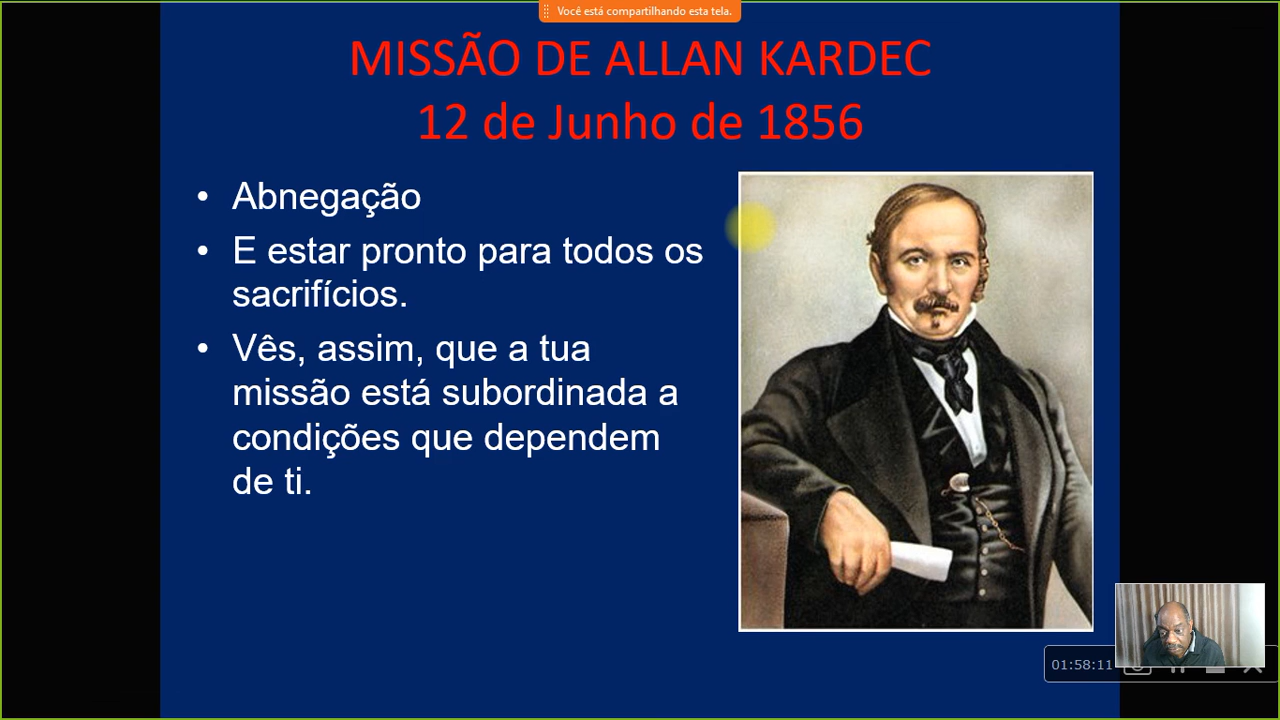 Você está compartilhando esta tela.
MISSÃO DE ALLAN KARDEC
12 de Junho de 1856
• Abnegação
• E estar pronto para todos os
sacrifícios.
• Vês, assim, que a tua
missão está subordinada a
condições que dependem
de ti.
01:58:11